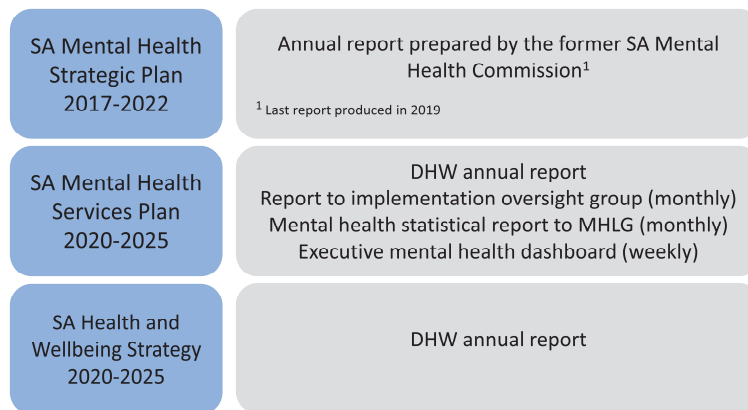 SA Mental Health
Strategic Plan
2017-2022
Annual report prepared by the former SA Mental
Health Commission1
1 Last report produced in 2019
SA Mental Health
Services Plan
2020-2025
DHW annual report
Report to implementation oversight group (monthly)
Mental health statistical report to MHLG (monthly)
Executive mental health dashboard (weekly)
SA Health and
Wellbeing Strategy
2020-2025
DHW annual report